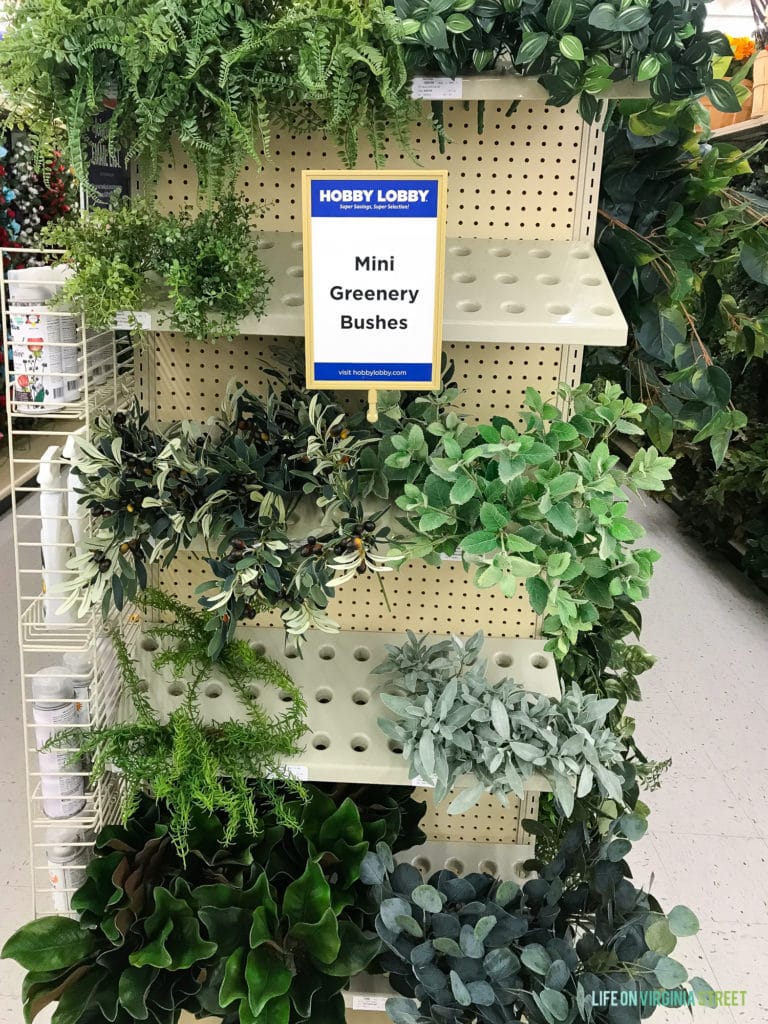 HOBBY LOBBY
Super Savings, Super Selection!
Mini
Greenery
Bushes
visit hobbylobby.com
LIFE ON VIRGINIA STREET